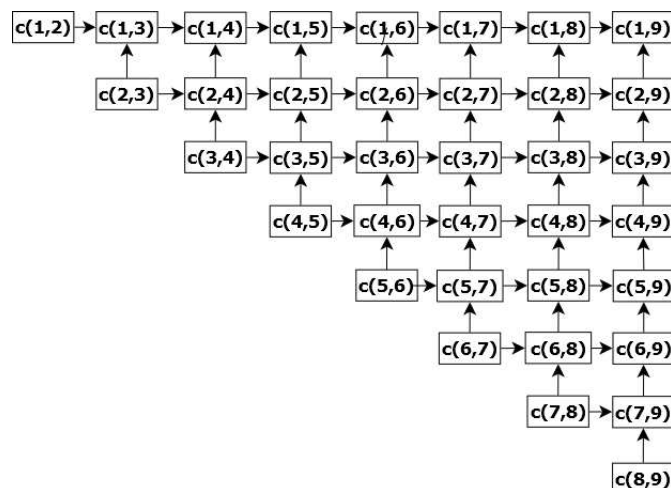 c(1,2) c(1,3) c(1,4) c(1,5) c(1,6) c(1,7) c(1,8) c(1,9)
c(2,3) c(2,4) c(2,5) c(2,6) c(2,7) c(2,8) c(2,9)
c(3,4) c(3,5) c(3,6) c(3,7) c(3,8) c(3,9)
c(4,5) c(4,6) c(4,7) c(4,8) c(4,9)
c(5,6) c(5,7) c(5,8) c(5,9)
c(6,7) c(6,8) c(6,9)
c(7,8) c(7,9)
c(8,9)